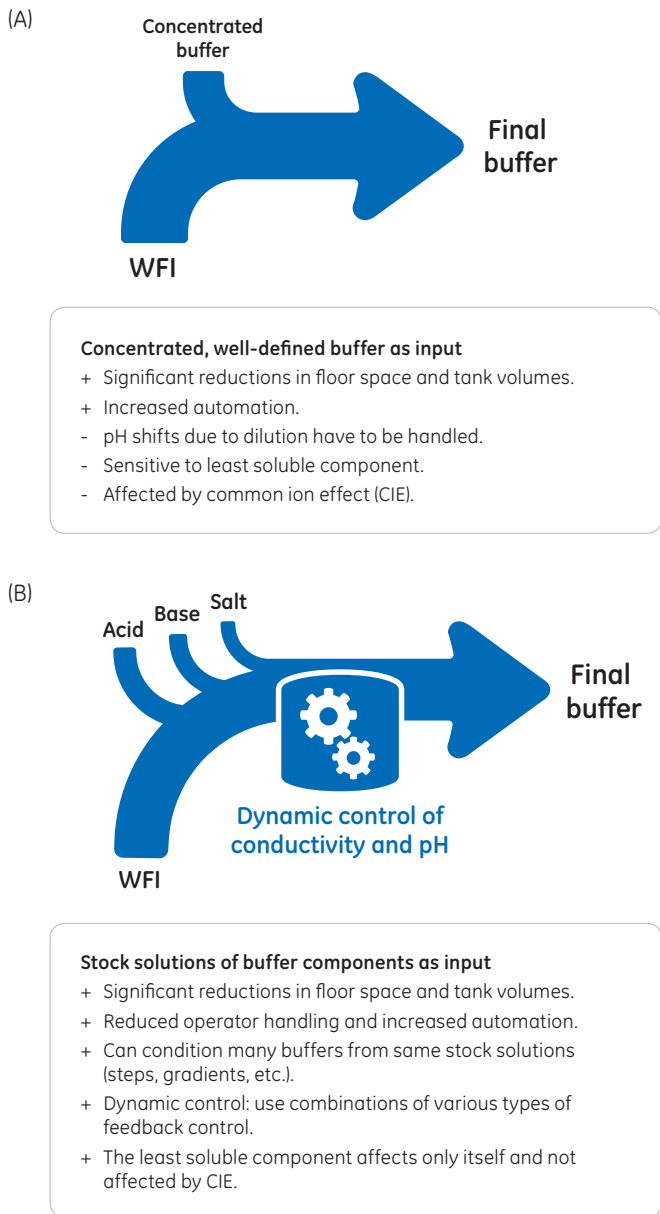 (A)
Concentrated
buffer
Final
buffer
WFI
Concentrated, well-defined buffer as input
+ Significant reductions in floor space and tank volumes.
+ Increased automation.
- pH shifts due to dilution have to be handled.
- Sensitive to least soluble component.
- Affected by common ion effect (CIE).
(B)
Acid
Base
Salt
Final
buffer
Dynamic control of
conductivity and pH
WFI
Stock solutions of buffer components as input
+ Significant reductions in floor space and tank volumes.
+ Reduced operator handling and increased automation.
+ Can condition many buffers from same stock solutions
(steps, gradients, etc.).
+ Dynamic control: use combinations of various types of
feedback control.
+ The least soluble component affects only itself and not
affected by CIE.